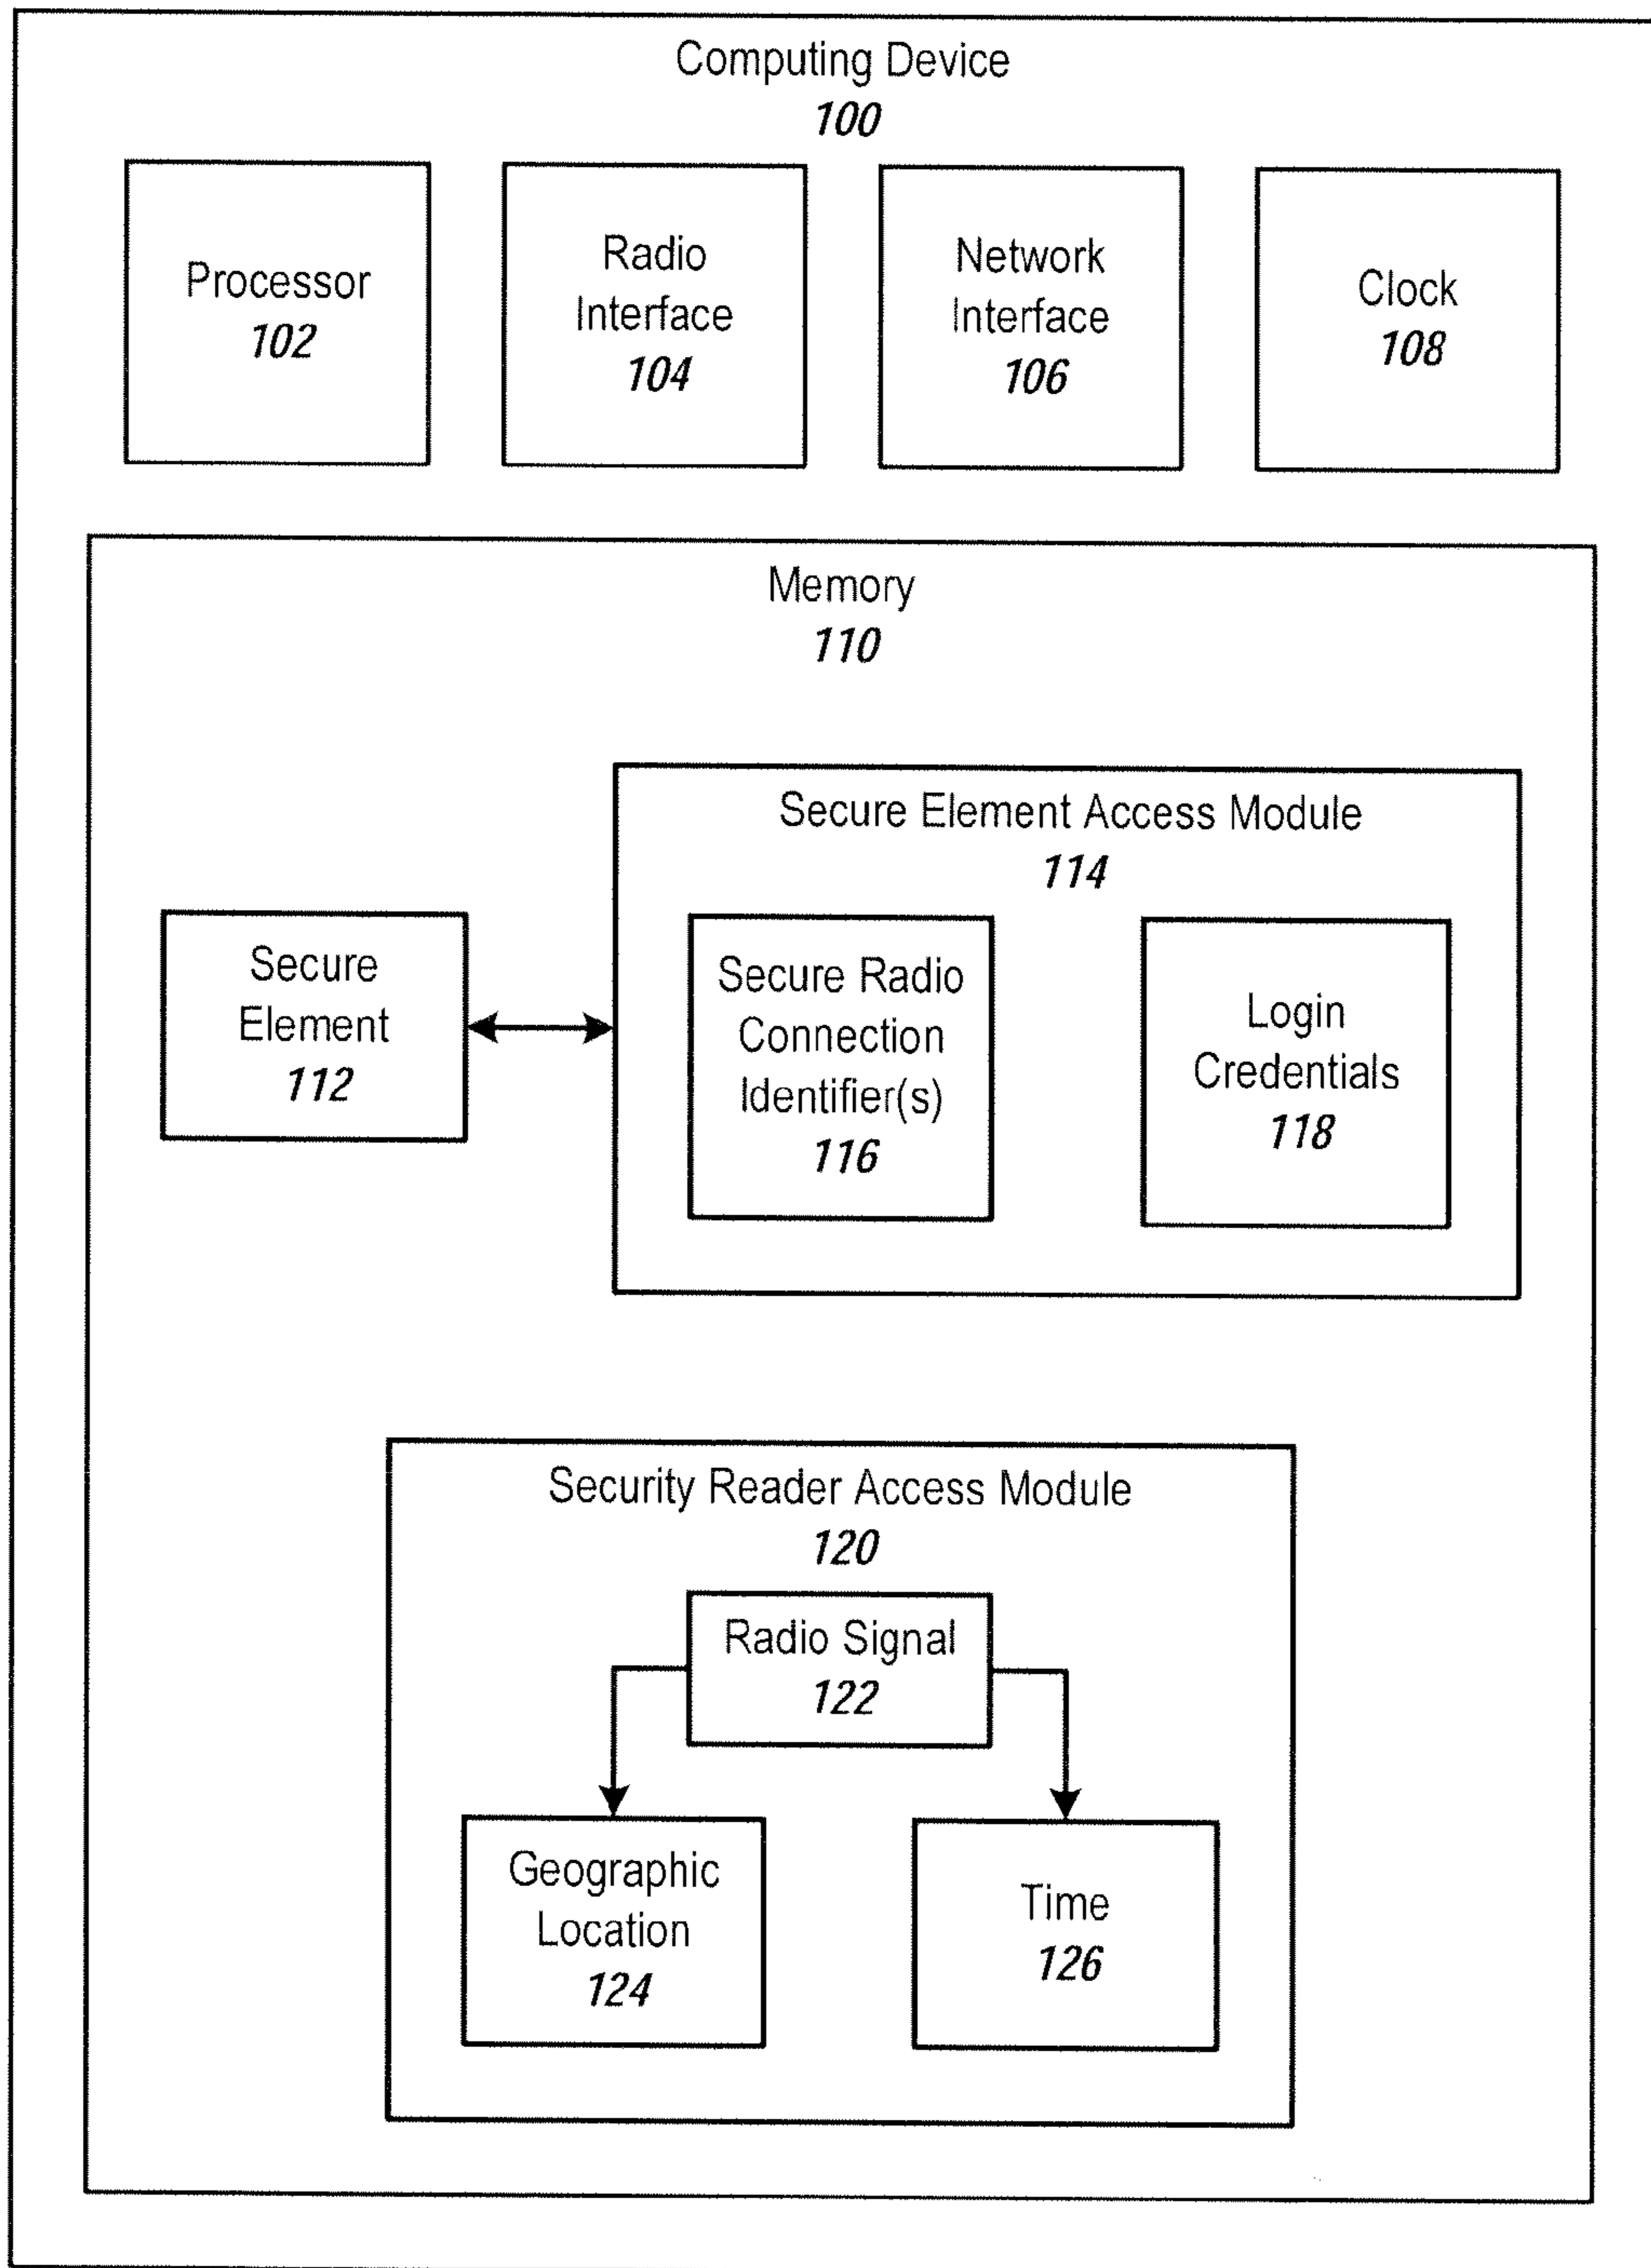 Computing Device
100
Processor
102
Radio
Interface
104
Network
Interface
106
Clock
108
Memory
110
Secure Element Access Module
114
Secure
Element
112
Secure Radio
Connection
Identifier(s)
116
Login
Credentials
118
Security Reader Access Module
120
Radio Signal
122
Geographic
Location
124
Time
126